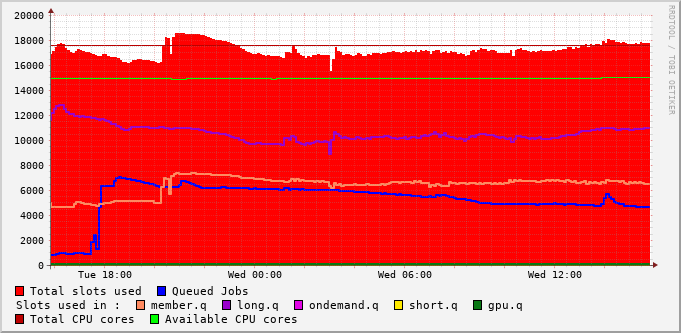 20000
18000
16000
14000
12000
10000
8000
6000
4000
2000
0
Tue 18:00 Wed 00:00 Wed 06:00 Wed 12:00
Total slots used Queued Jobs
Slots used in : member.q long.q ondemand.q short.q gpu.q
Total CPU cores Available CPU cores
RRDTOOL / TOBI OETIKER